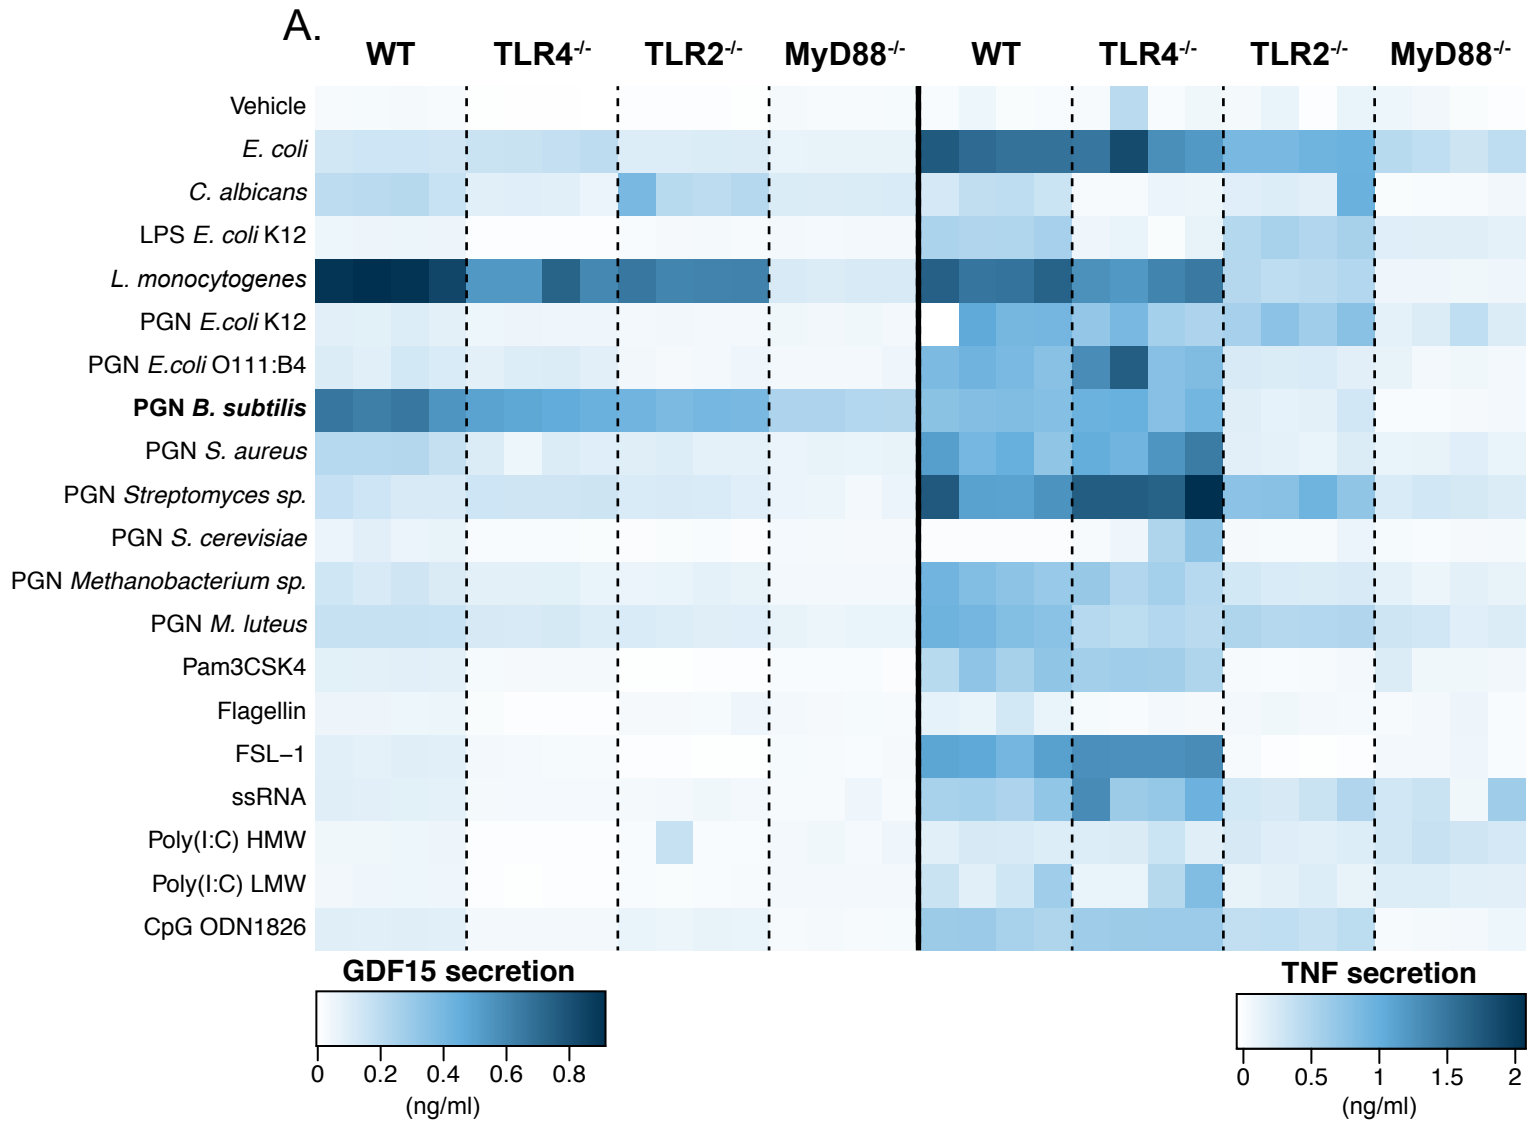 A.
WT TLR4-/- TLR2-/- MyD88-/- WT TLR4-/- TLR2-/- MyD88-/-
Vehicle
E. coli
C. albicans
LPS E. coli K12
L. monocytogenes
PGN E.coli K12
PGN E.coli O111:B4
PGN B. subtilis
PGN S. aureus
PGN Streptomyces sp.
PGN S. cerevisiae
PGN Methanobacterium sp.
PGN M. luteus
Pam3CSK4
Flagellin
FSL−1
ssRNA
Poly(I:C) HMW
Poly(I:C) LMW
CpG ODN1826
GDF15 secretion
0 0.2 0.4 0.6 0.8
(ng/ml)
TNF secretion
0 0.5 1 1.5 2
(ng/ml)